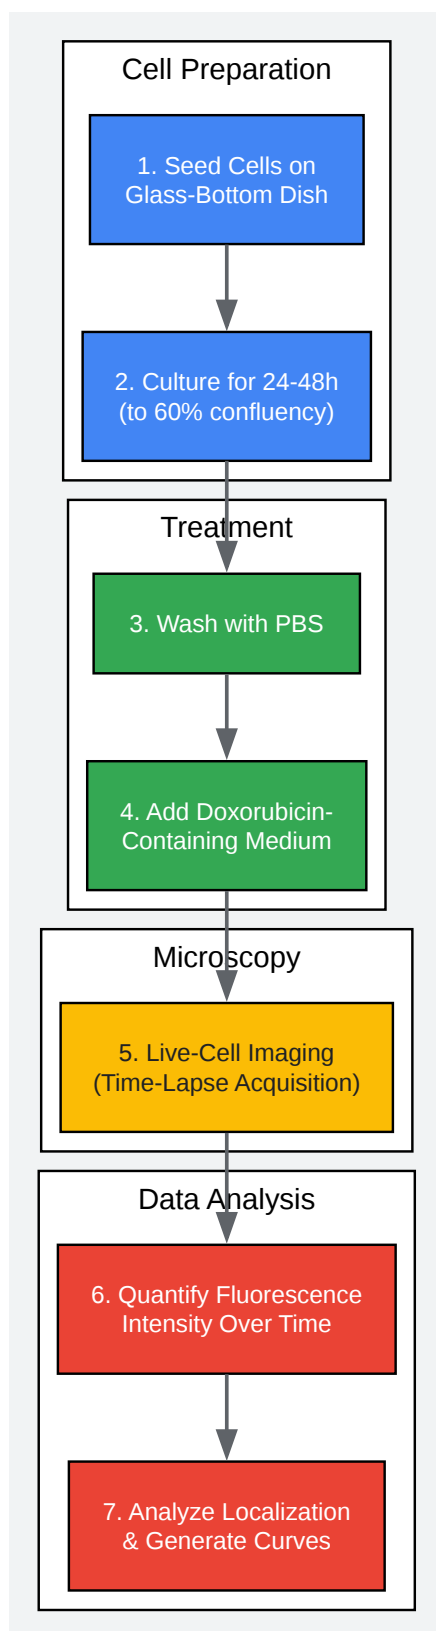 Cell Preparation
1. Seed Cells on
Glass-Bottom Dish
2. Culture for 24-48h
(to 60% confluency)
Treatment
3. Wash with PBS
4. Add Doxorubicin-
Containing Medium
Microscopy
5. Live-Cell Imaging
(Time-Lapse Acquisition)
Data Analysis
6. Quantify Fluorescence
Intensity Over Time
7. Analyze Localization
& Generate Curves